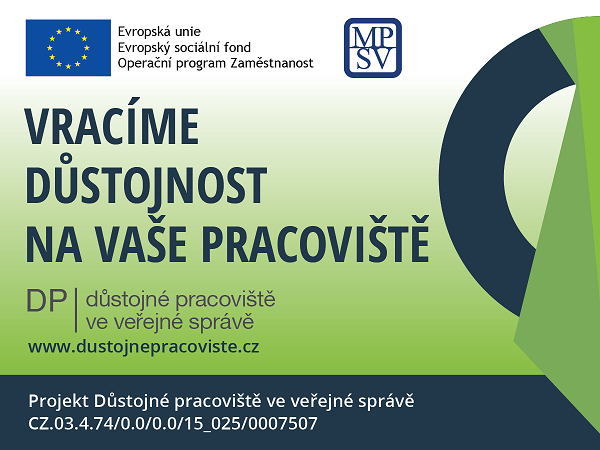 Evropská unie
Evropský sociální fond
Operační program Zaměstnanost
MP
SV
VRACÍME
DŮSTOJNOST
NA VAŠE PRACOVIŠTĚ
DP
důstojné pracoviště
ve veřejné správě
www.dustojnepracoviste.cz
Projekt Důstojné pracoviště ve veřejné správě
CZ.03.4.74/0.0/0.0/15_025/0007507